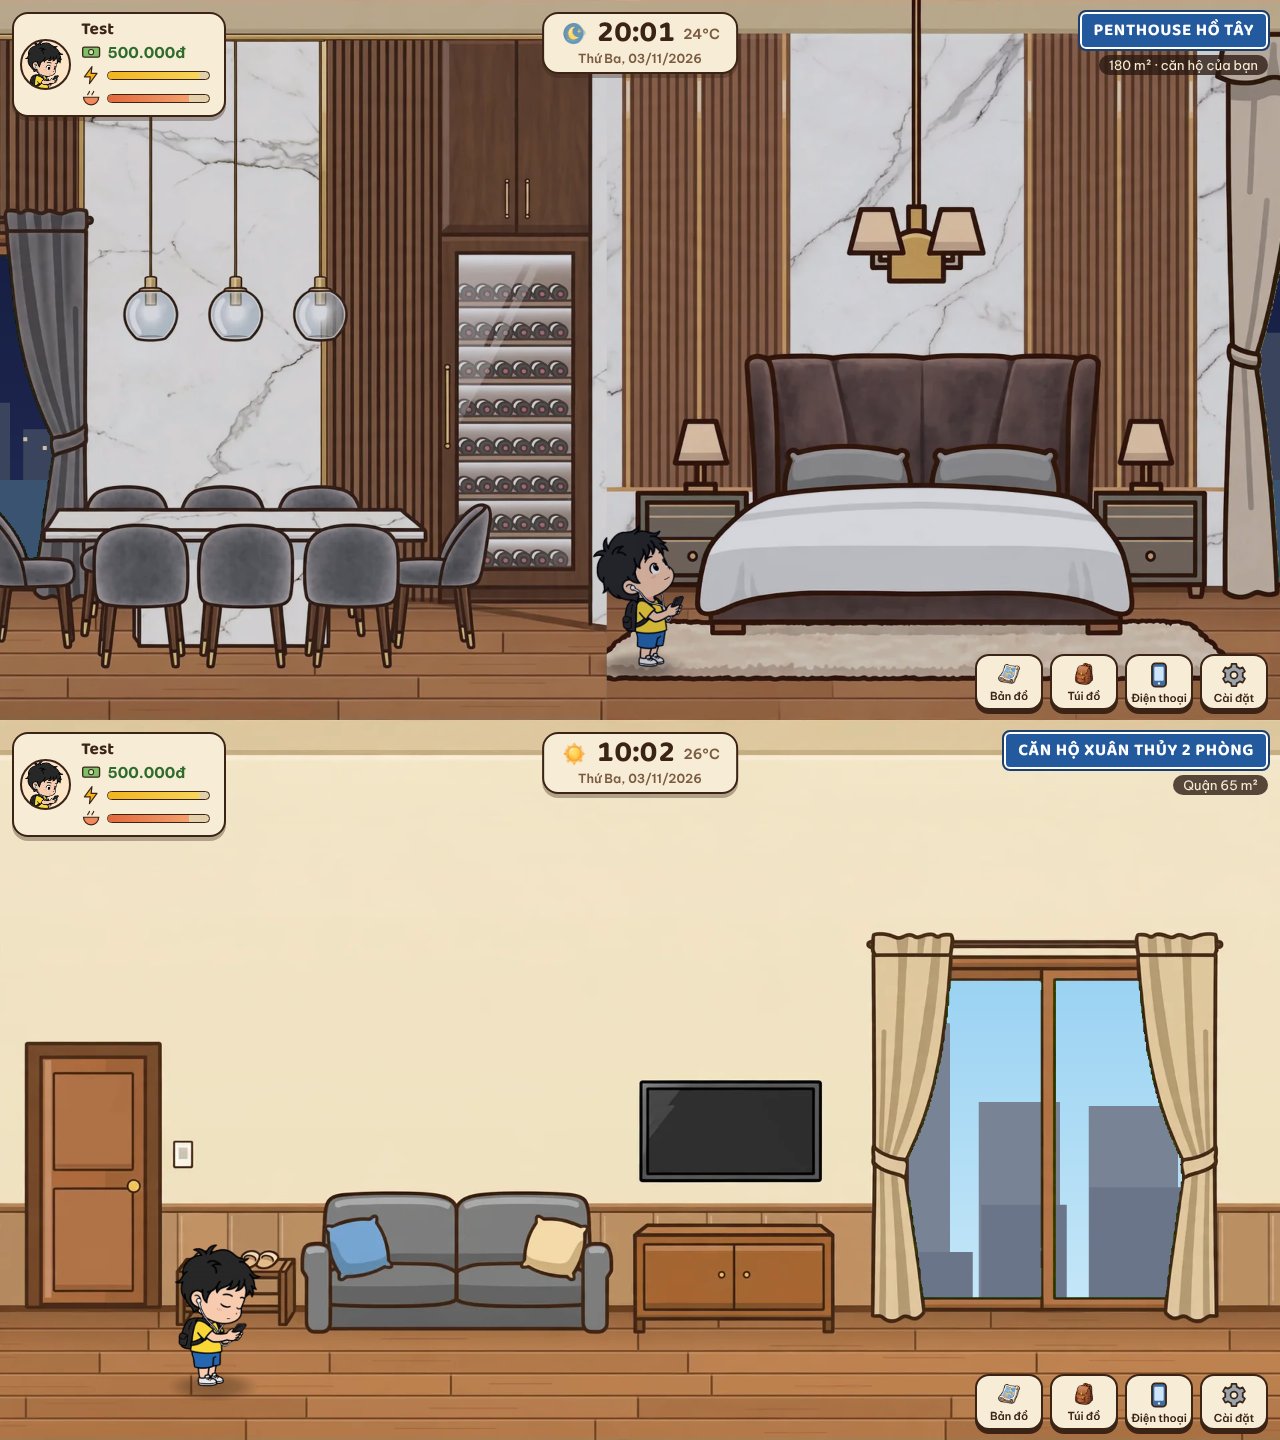 Test
500.000đ
20:01 24°C
Thứ Ba, 03/11/2026
PENTHOUSE HỒ TÂY
180 m² · căn hộ của bạn
Bản đồ
Túi đồ
Điện thoại
Cài đặt
Test
500.000đ
10:02 26°C
Thứ Ba, 03/11/2026
CĂN HỘ XUÂN THỦY 2 PHÒNG
Quận 65 m²
Bản đồ
Túi đồ
Điện thoại
Cài đặt